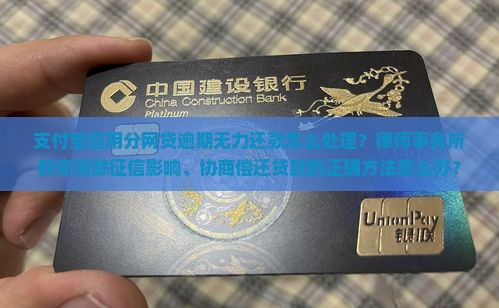 中国建设银行
China Construction Bank
Platinum
支付宝信用分网贷逾期无力还款怎么处理？律师事务所
教你消除征信影响、协商偿还贷款的正确方法怎么办？
UnionPay
银联